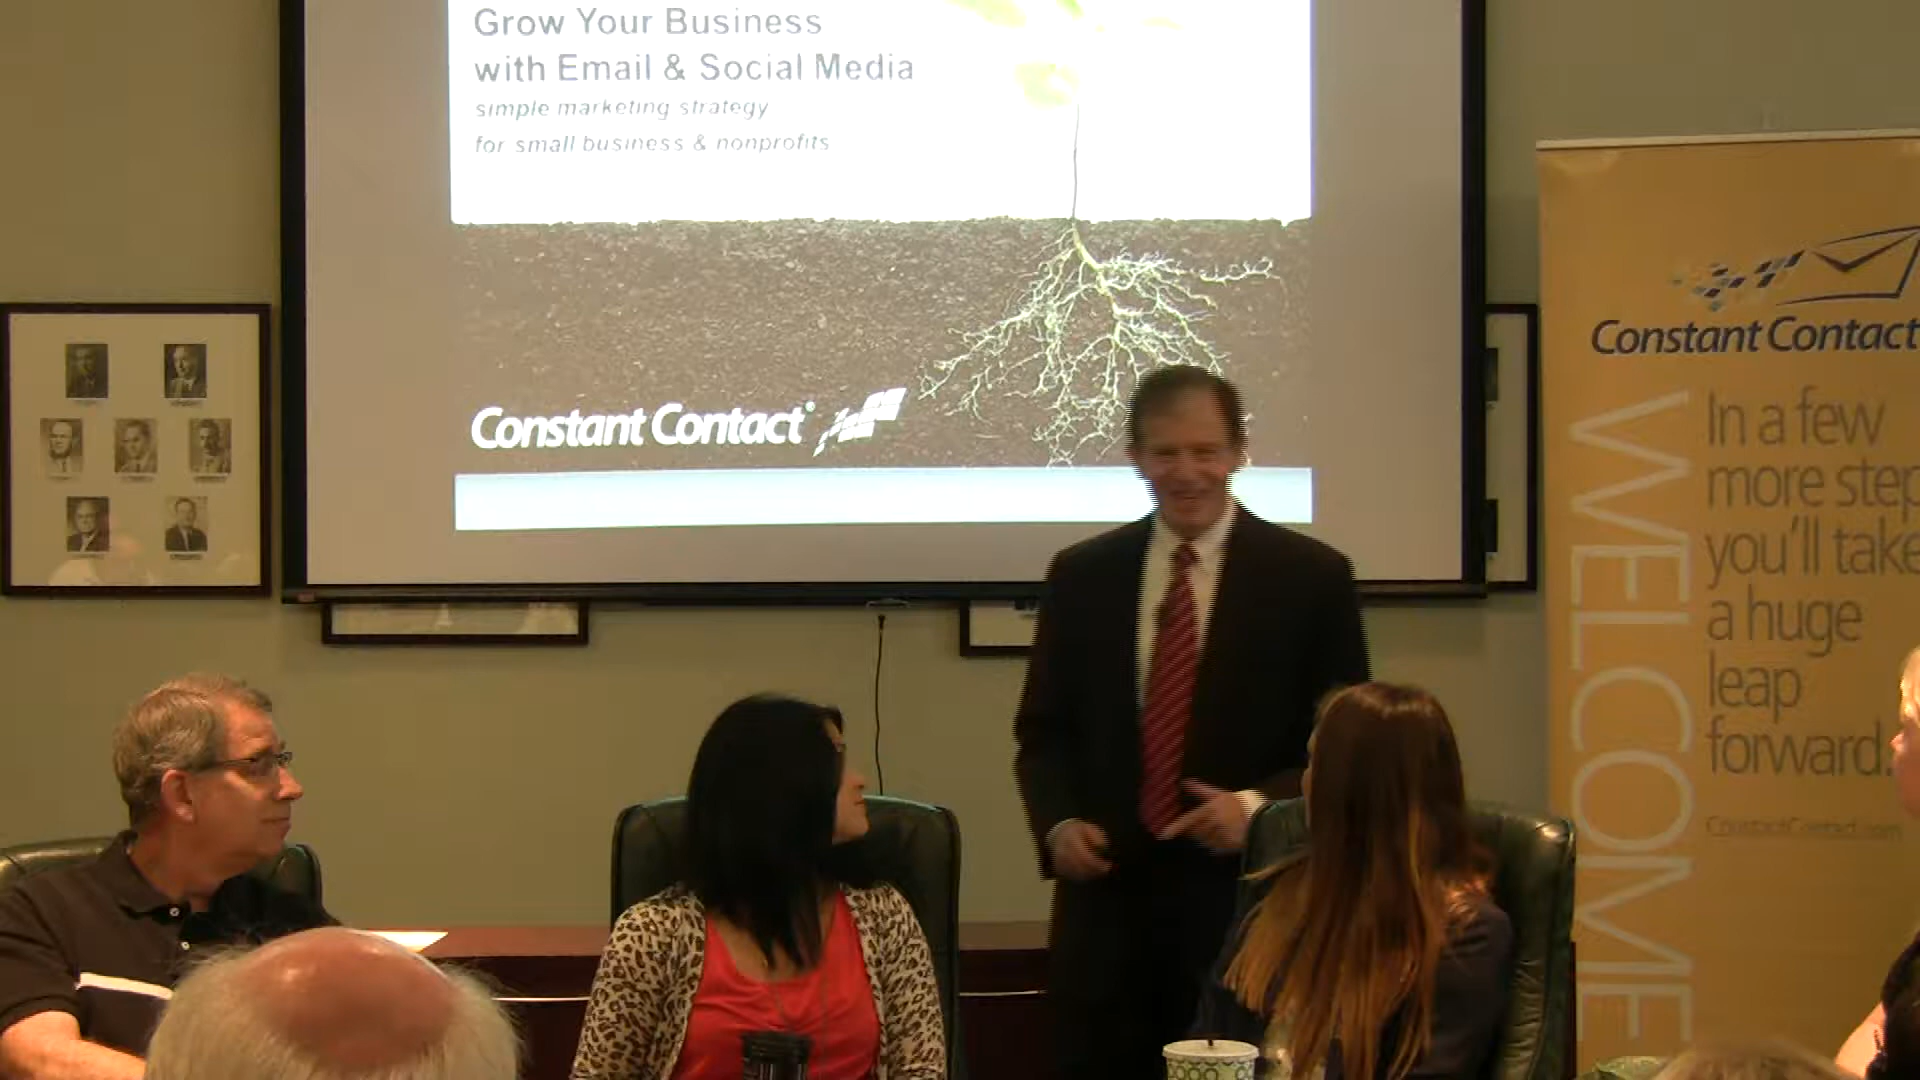 Grow Your Business
with Email & Social Media
simple marketing strategy
for small business & nonprofits
Constant Contact
Constant Contact
WELCOME
In a few
more step
you'll take
a huge
leap
forward.
ConstantContact.com